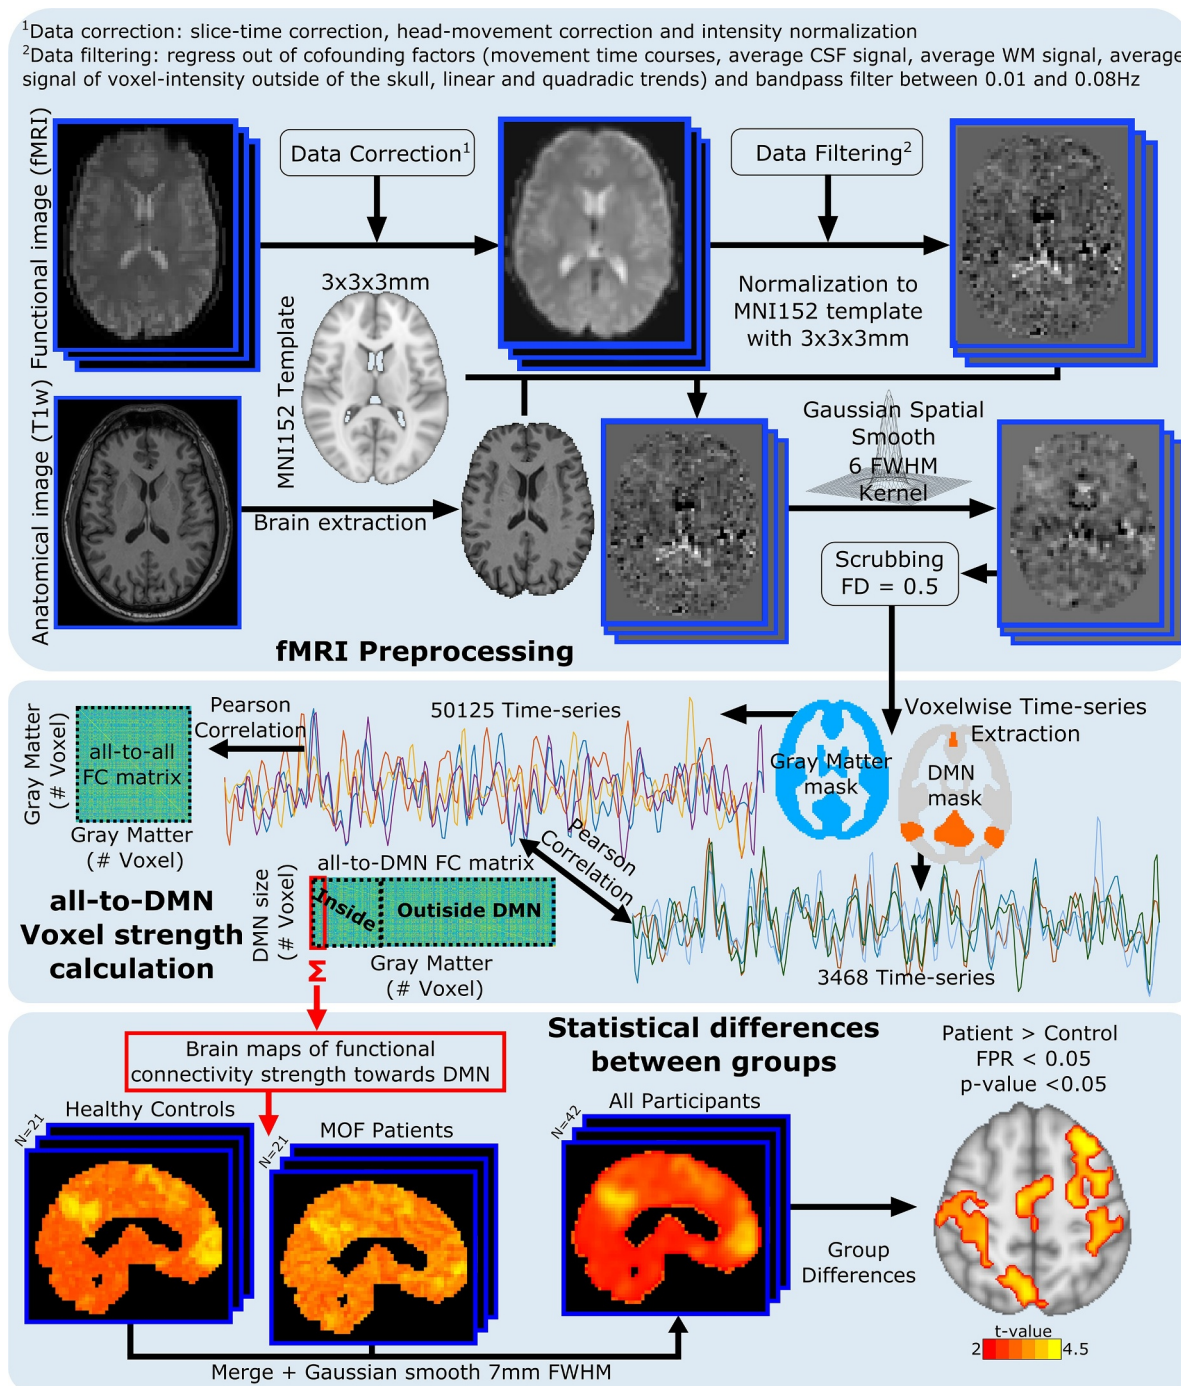 ¹Data correction: slice-time correction, head-movement correction and intensity normalization
²Data filtering: regress out of cofounding factors (movement time courses, average CSF signal, average WM signal, average
signal of voxel-intensity outside of the skull, linear and quadradic trends) and bandpass filter between 0.01 and 0.08Hz
Functional image (fMRI)
Data Correction¹
Data Filtering²
3x3x3mm
MNI152 Template
Normalization to
MNI152 template
with 3x3x3mm
Anatomical image (T1w)
Brain extraction
Gaussian Spatial
Smooth
6 FWHM
Kernel
Scrubbing
FD = 0.5
fMRI Preprocessing
Gray Matter
(# Voxel)
all-to-all
FC matrix
Gray Matter
(# Voxel)
Pearson
Correlation
50125 Time-series
Gray Matter
mask
Voxelwise Time-series
Extraction
DMN
mask
Pearson
Correlation
all-to-DMN
Voxel strength
calculation
all-to-DMN FC matrix
DMN size
(# Voxel)
Inside
Outiside DMN
Gray Matter
(# Voxel)
Σ
3468 Time-series
Brain maps of functional
connectivity strength towards DMN
Statistical differences
between groups
Patient > Control
FPR < 0.05
p-value <0.05
Healthy Controls
N=21
MOF Patients
N=21
All Participants
N=42
Group
Differences
t-value
2
4.5
Merge + Gaussian smooth 7mm FWHM